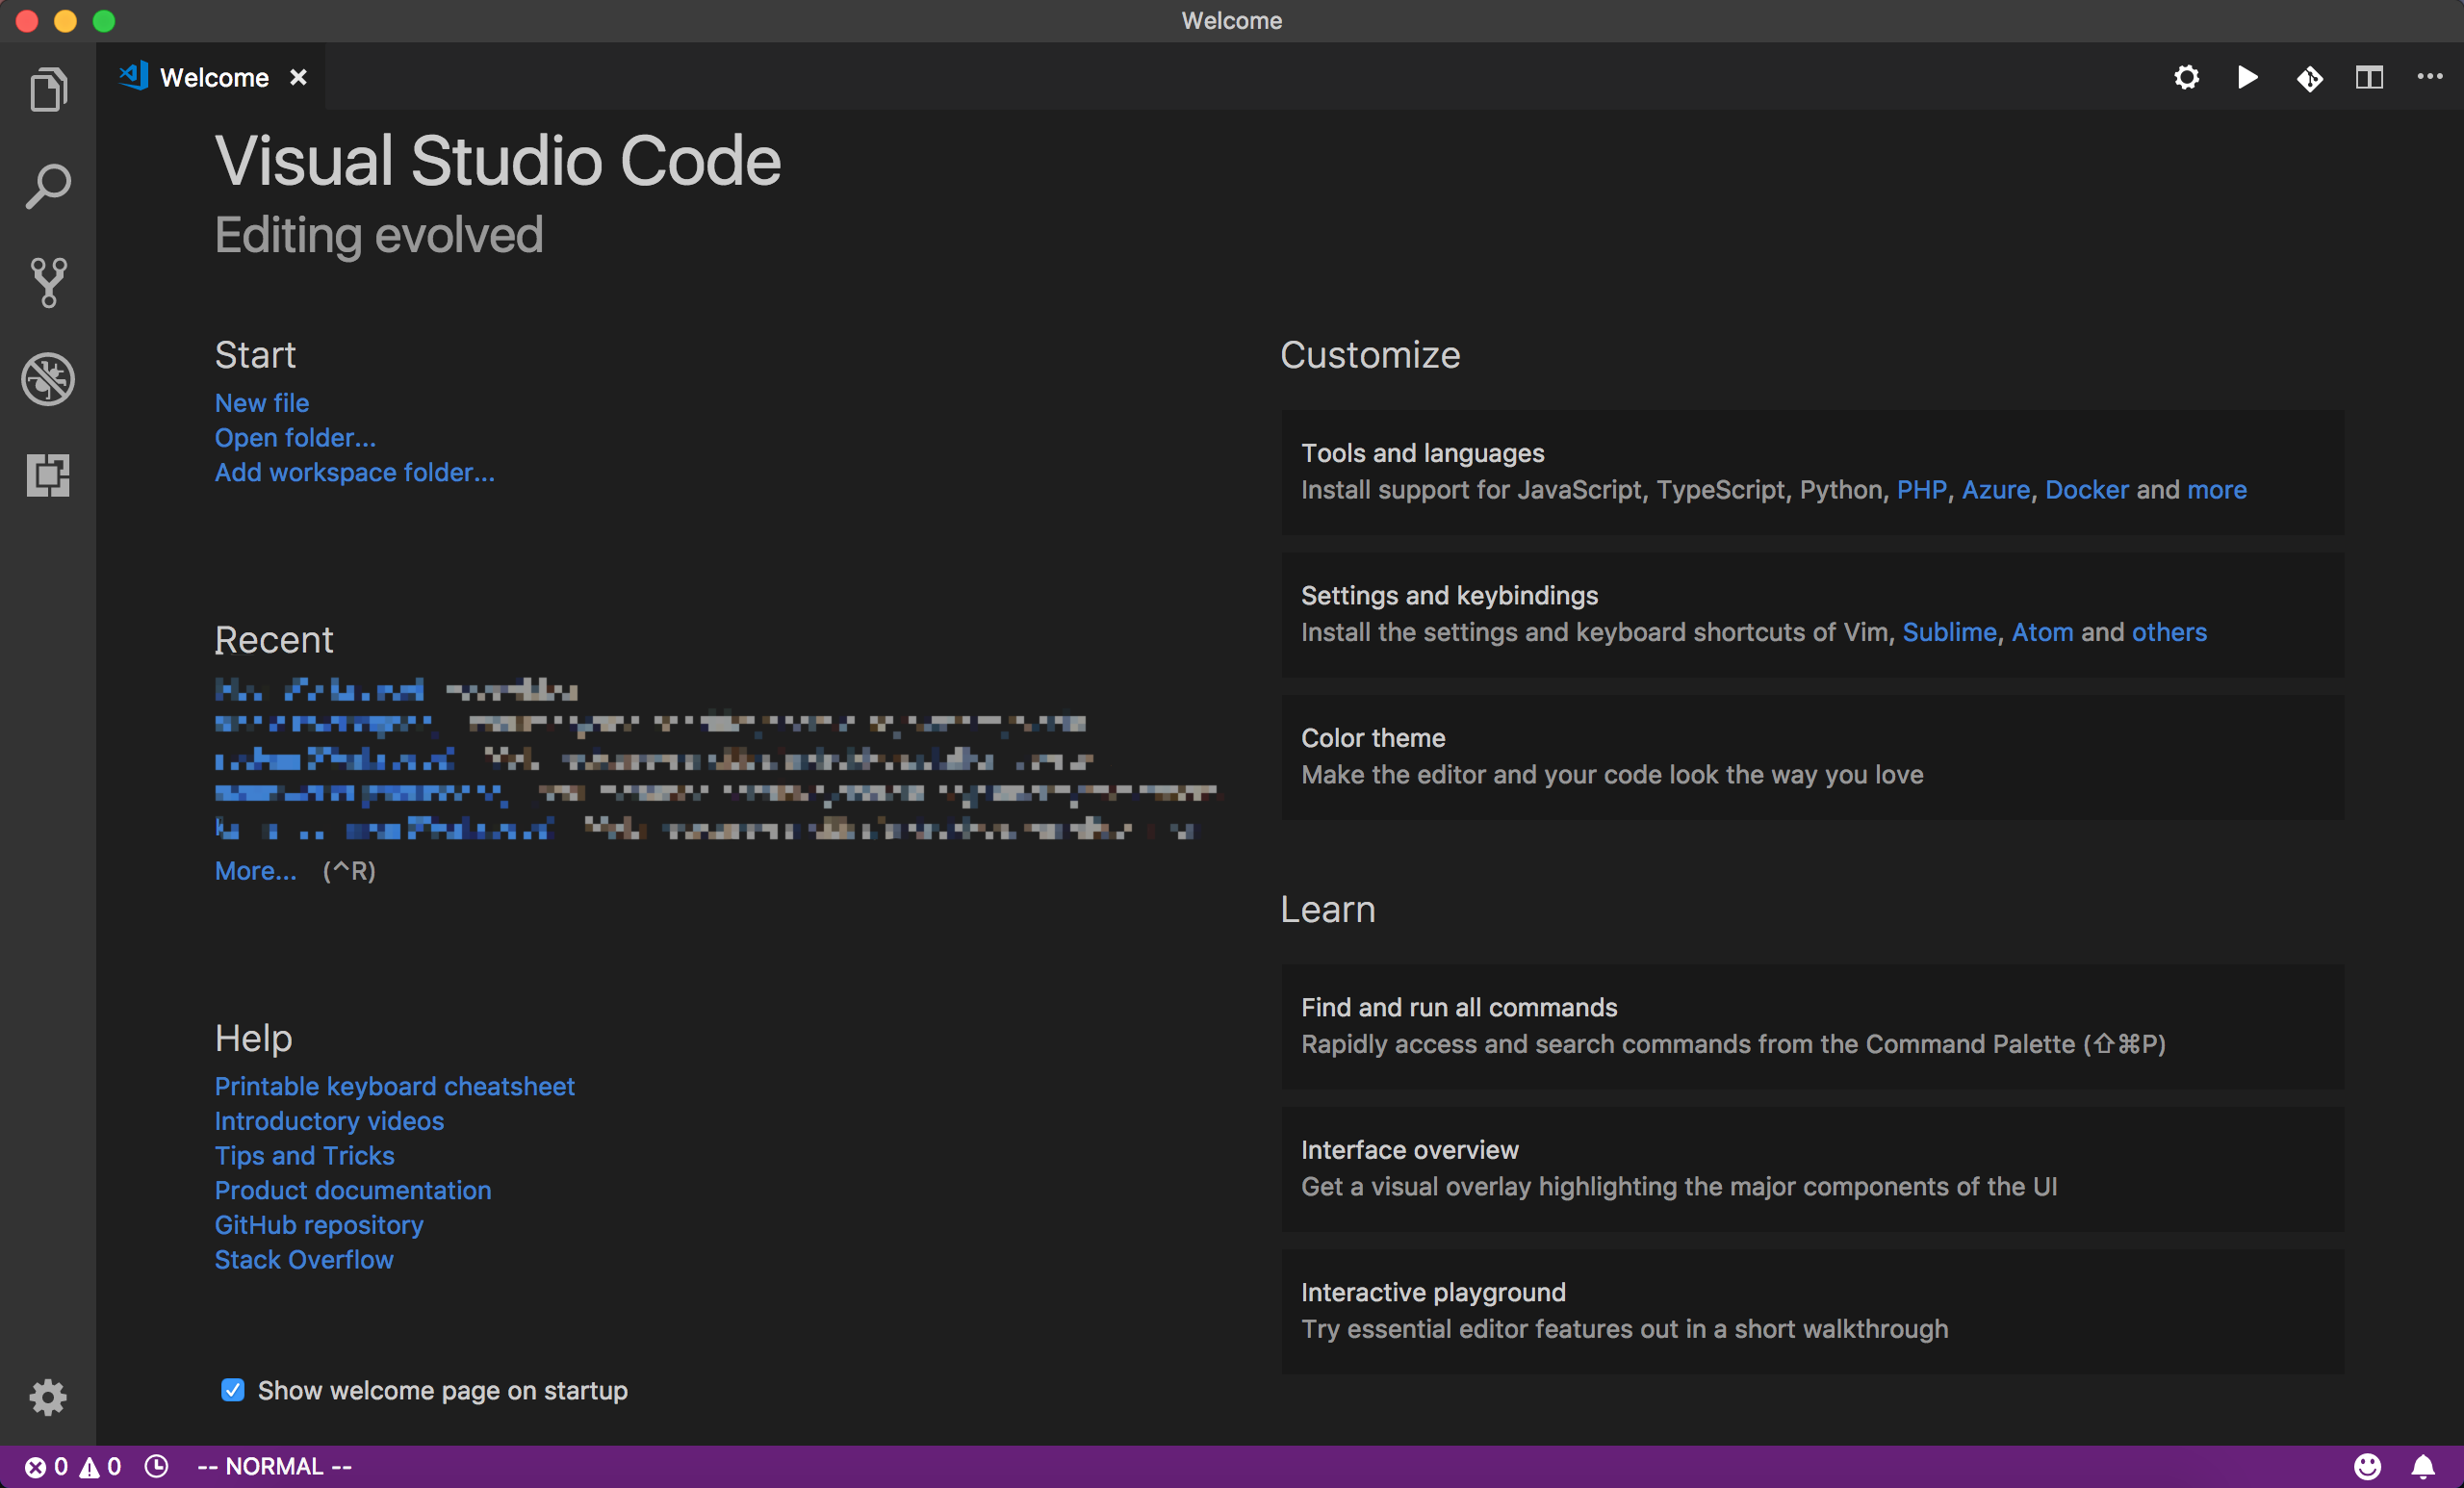 Welcome
Welcome
Visual Studio Code
Editing evolved
Start
New file
Open folder...
Add workspace folder...
Recent
More... (^R)
Help
Printable keyboard cheatsheet
Introductory videos
Tips and Tricks
Product documentation
GitHub repository
Stack Overflow
Show welcome page on startup
Customize
Tools and languages
Install support for JavaScript, TypeScript, Python, PHP, Azure, Docker and more
Settings and keybindings
Install the settings and keyboard shortcuts of Vim, Sublime, Atom and others
Color theme
Make the editor and your code look the way you love
Learn
Find and run all commands
Rapidly access and search commands from the Command Palette (⇧⌘P)
Interface overview
Get a visual overlay highlighting the major components of the UI
Interactive playground
Try essential editor features out in a short walkthrough
0 0 -- NORMAL --